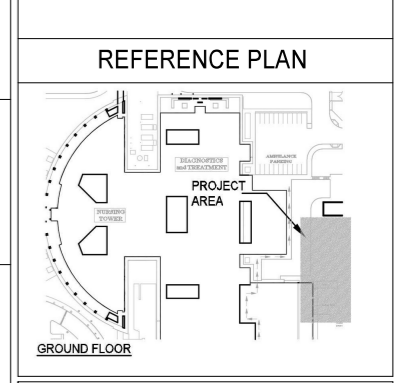 REFERENCE PLAN
DIAGNOSTICS
and TREATMENT
AMBULANCE
PARKING
PROJECT
AREA
NURSING
TOWER
GROUND FLOOR